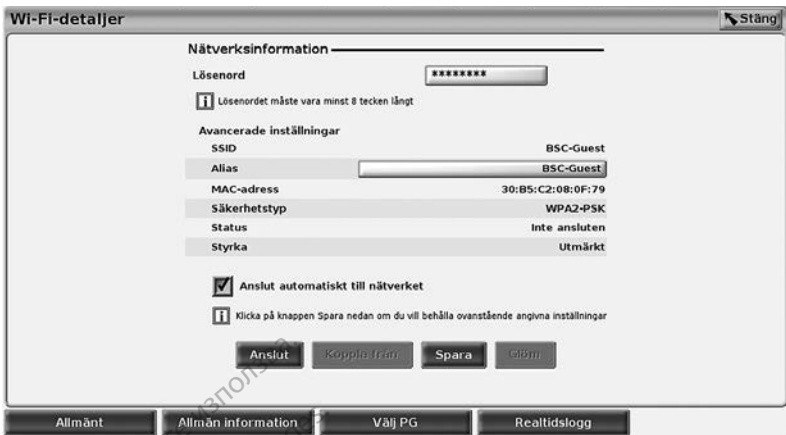 Wi-Fi-detaljer
Stäng
Nätverksinformation
Lösenord
********
Lösenordet måste vara minst 8 tecken långt
Avancerade inställningar
SSID BSC-Guest
Alias BSC-Guest
MAC-adress 30:B5:C2:08:0F:79
Säkerhetstyp WPA2-PSK
Status Inte ansluten
Styrka Utmärkt
Anslut automatiskt till nätverket
Klicka på knappen Spara nedan om du vill behålla ovanstående angivna inställningar
Anslut Koppla från Spara Glöm
Allmänt Allmän information Välj PG Realtidslogg